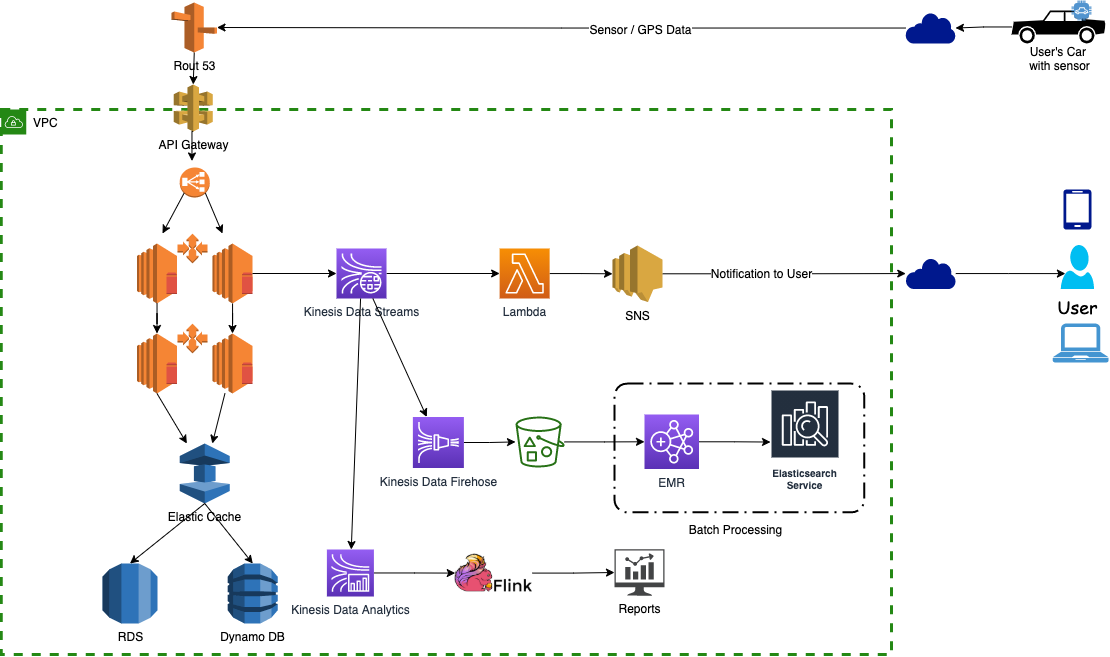 Sensor / GPS Data
User's Car
with sensor
Rout 53
VPC
API Gateway
Notification to User
Kinesis Data Streams
Lambda
SNS
User
Kinesis Data Firehose
EMR
Elasticsearch
Service
Batch Processing
Elastic Cache
Flink
Kinesis Data Analytics
Reports
RDS
Dynamo DB